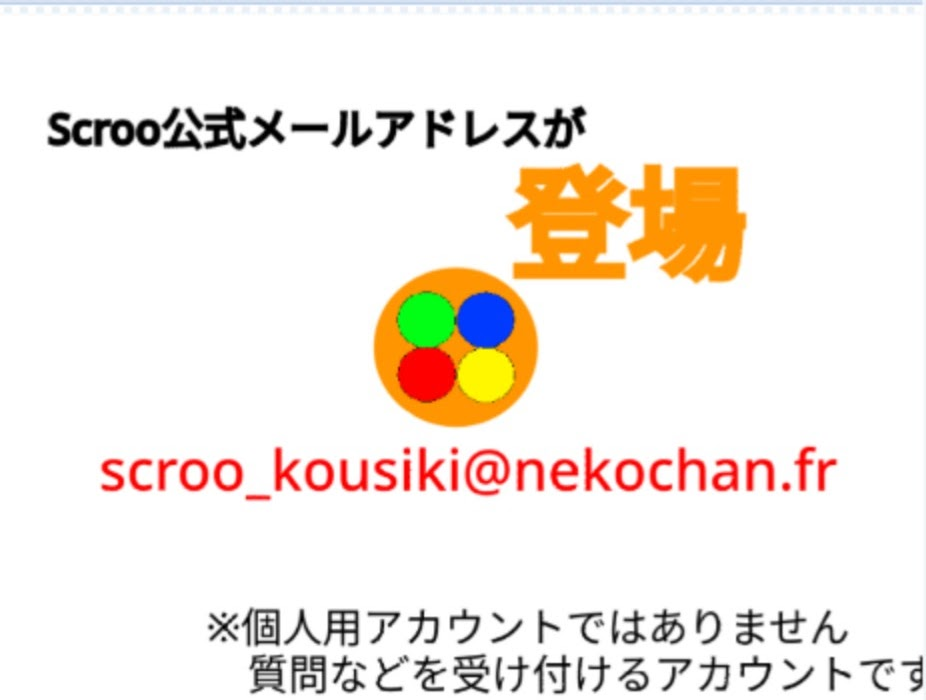 Scroo公式メールアドレスが
登場
scroo_kousiki@nekochan.fr
※個人用アカウントではありません
質問などを受け付けるアカウントです